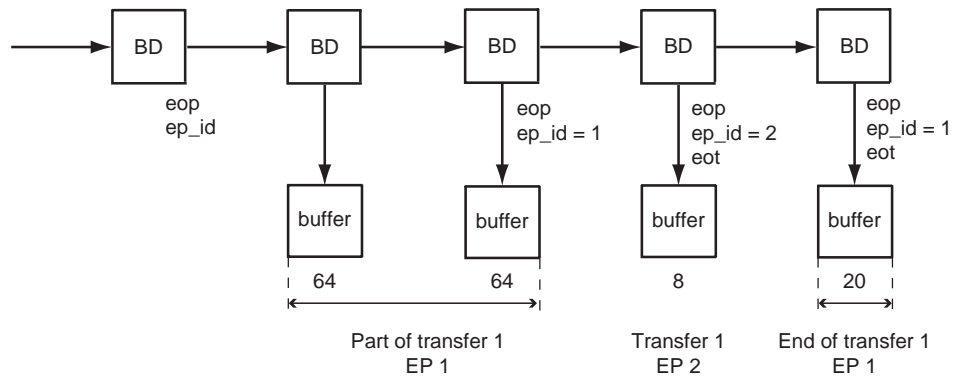 BD
BD
BD
BD
BD
eop
ep_id
eop
ep_id = 1
eop
ep_id = 2
eot
eop
ep_id = 1
eot
buffer
buffer
buffer
buffer
64
64
8
20
Part of transfer 1
EP 1
Transfer 1
EP 2
End of transfer 1
EP 1